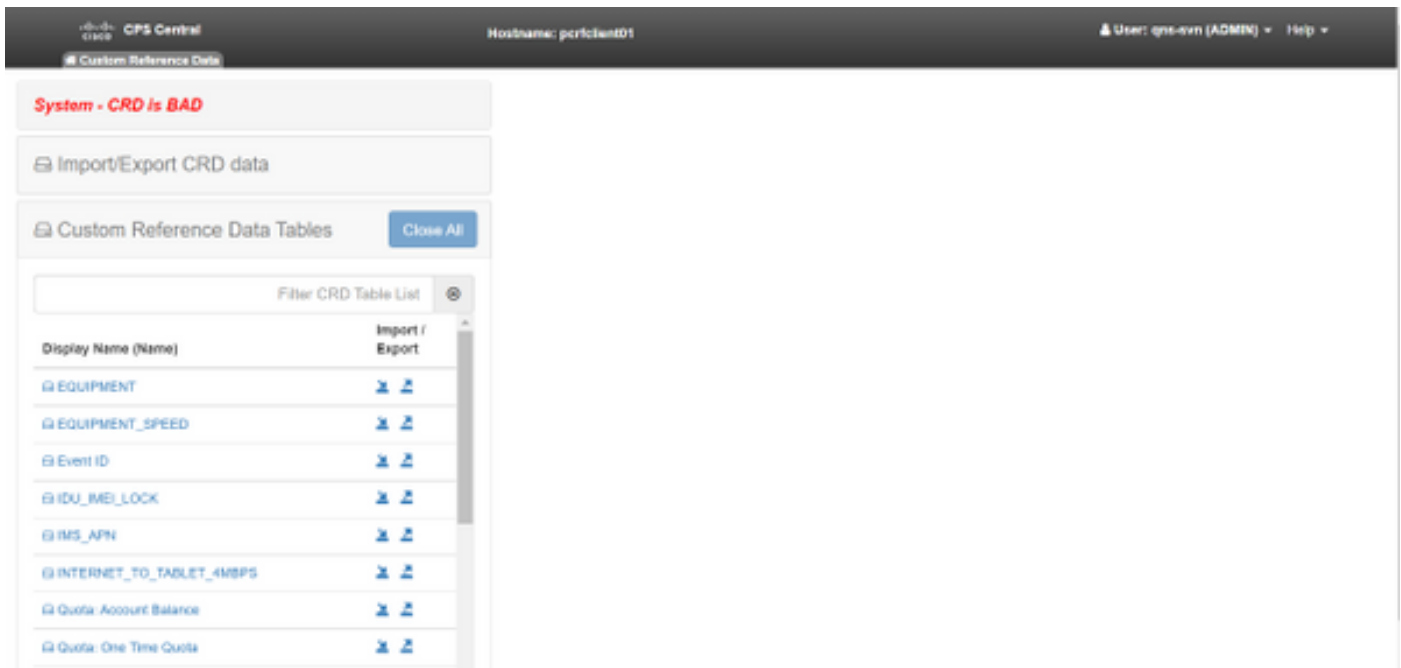 cisco CPS Central
Hostname: pcrfclient01
User: qns-svn (ADMIN) Help
Custom Reference Data
System - CRD is BAD
Import/Export CRD data
Custom Reference Data Tables
Close All
Filter CRD Table List
Display Name (Name)
Import /
Export
EQUIPMENT
EQUIPMENT_SPEED
Event ID
IDU_IMEI_LOCK
IMS_APN
INTERNET_TO_TABLET_4MBPS
Quota: Account Balance
Quota: One Time Quota